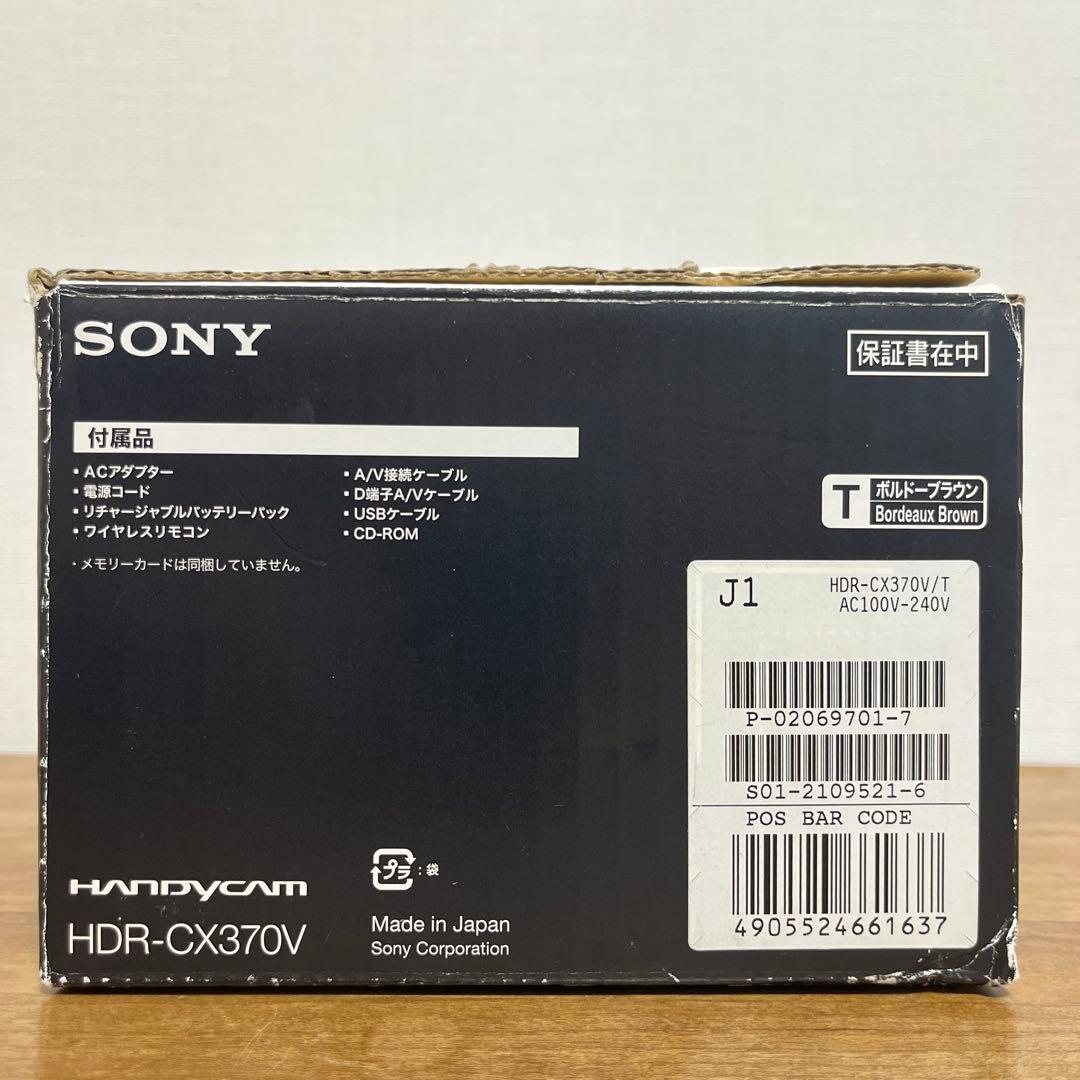 SONY
保証書在中
付属品
・ACアダプター
・電源コード
・リチャージャブルバッテリーパック
・ワイヤレスリモコン
・A/V接続ケーブル
・D端子A/Vケーブル
・USBケーブル
・CD-ROM
・メモリーカードは同梱していません。
T ボルドーブラウン
Bordeaux Brown
J1
HDR-CX370V/T
AC100V-240V
P-02069701-7
S01-2109521-6
POS BAR CODE
4905524661637
プラ:袋
HANDYCAM
HDR-CX370V
Made in Japan
Sony Corporation